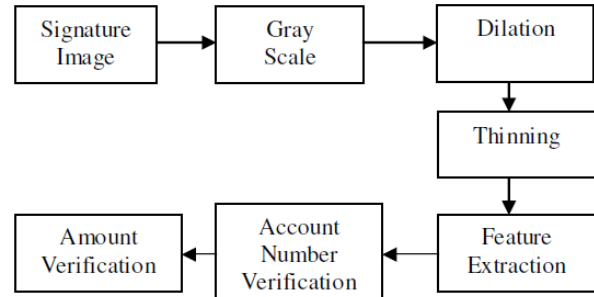 Signature
Image
Gray
Scale
Dilation
Thinning
Feature
Extraction
Account
Number
Verification
Amount
Verification